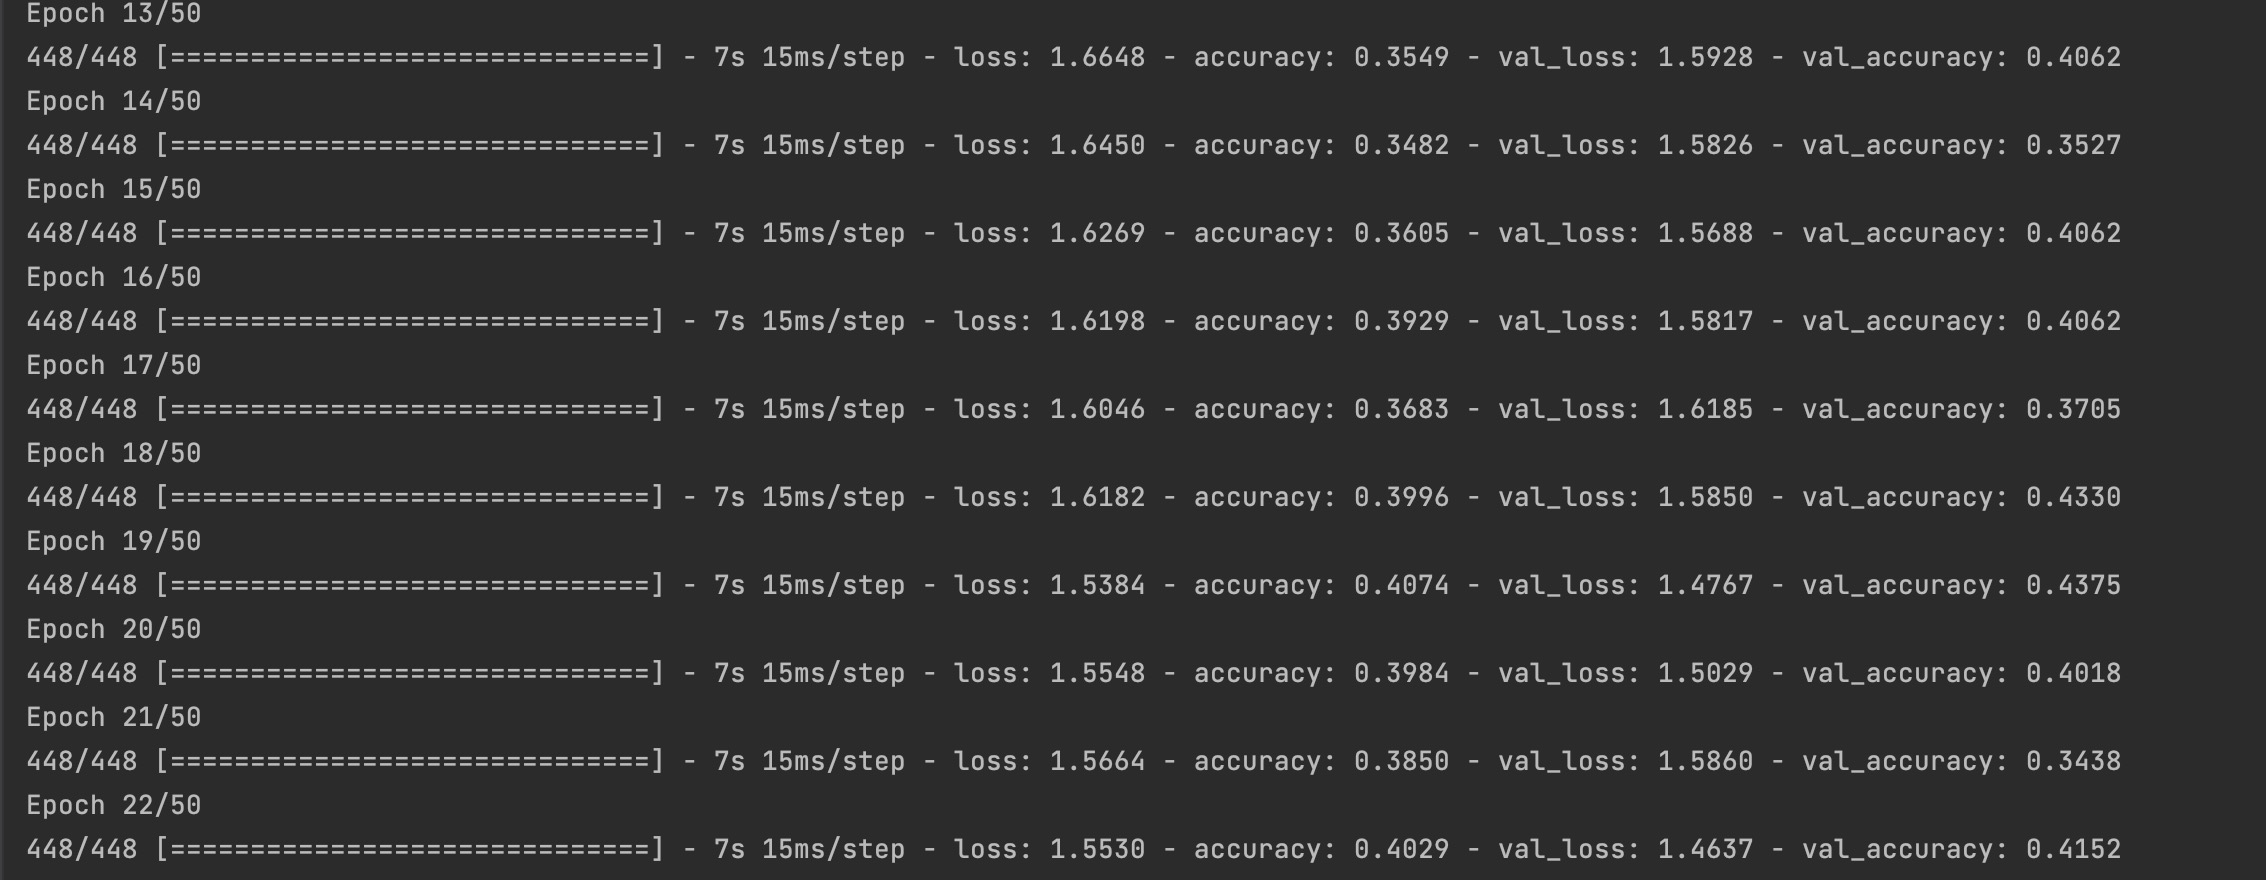 Epoch 13/50
448/448 [==============================] - 7s 15ms/step - loss: 1.6648 - accuracy: 0.3549 - val_loss: 1.5928 - val_accuracy: 0.4062
Epoch 14/50
448/448 [==============================] - 7s 15ms/step - loss: 1.6450 - accuracy: 0.3482 - val_loss: 1.5826 - val_accuracy: 0.3527
Epoch 15/50
448/448 [==============================] - 7s 15ms/step - loss: 1.6269 - accuracy: 0.3605 - val_loss: 1.5688 - val_accuracy: 0.4062
Epoch 16/50
448/448 [==============================] - 7s 15ms/step - loss: 1.6198 - accuracy: 0.3929 - val_loss: 1.5817 - val_accuracy: 0.4062
Epoch 17/50
448/448 [==============================] - 7s 15ms/step - loss: 1.6046 - accuracy: 0.3683 - val_loss: 1.6185 - val_accuracy: 0.3705
Epoch 18/50
448/448 [==============================] - 7s 15ms/step - loss: 1.6182 - accuracy: 0.3996 - val_loss: 1.5850 - val_accuracy: 0.4330
Epoch 19/50
448/448 [==============================] - 7s 15ms/step - loss: 1.5384 - accuracy: 0.4074 - val_loss: 1.4767 - val_accuracy: 0.4375
Epoch 20/50
448/448 [==============================] - 7s 15ms/step - loss: 1.5548 - accuracy: 0.3984 - val_loss: 1.5029 - val_accuracy: 0.4018
Epoch 21/50
448/448 [==============================] - 7s 15ms/step - loss: 1.5664 - accuracy: 0.3850 - val_loss: 1.5860 - val_accuracy: 0.3438
Epoch 22/50
448/448 [==============================] - 7s 15ms/step - loss: 1.5530 - accuracy: 0.4029 - val_loss: 1.4637 - val_accuracy: 0.4152